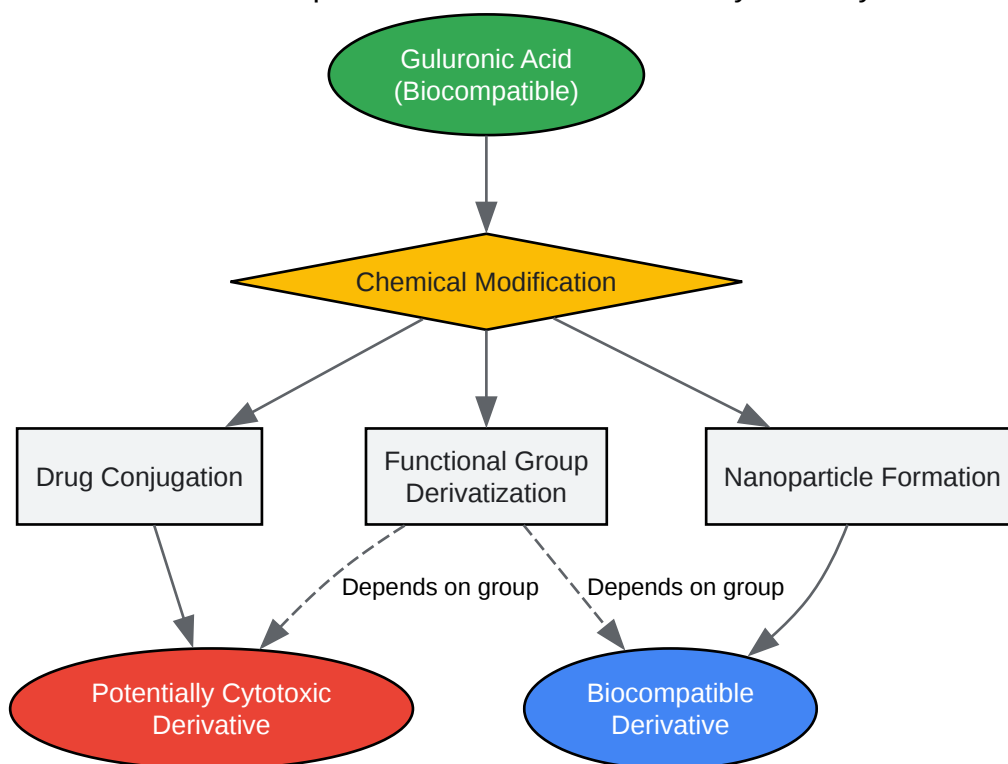 Guluronic Acid
(Biocompatible)
Chemical Modification
Drug Conjugation
Functional Group
Derivatization
Nanoparticle Formation
Depends on group
Depends on group
Potentially Cytotoxic
Derivative
Biocompatible
Derivative